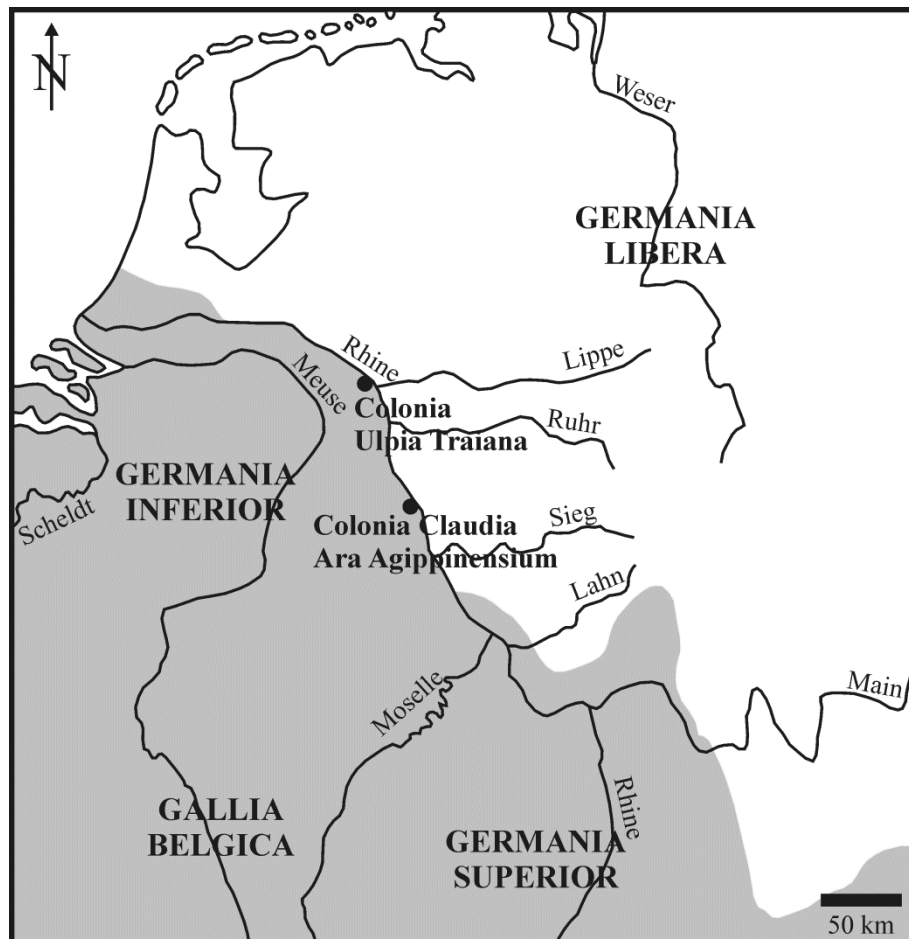 N
Weser
GERMANIA
LIBERA
Rhine
Lippe
Meuse
Colonia
Ulpia Traiana
Ruhr
GERMANIA
INFERIOR
Scheldt
Colonia Claudia
Ara Agippinensium
Sieg
Lahn
Moselle
Main
Rhine
GALLIA
BELGICA
GERMANIA
SUPERIOR
50 km